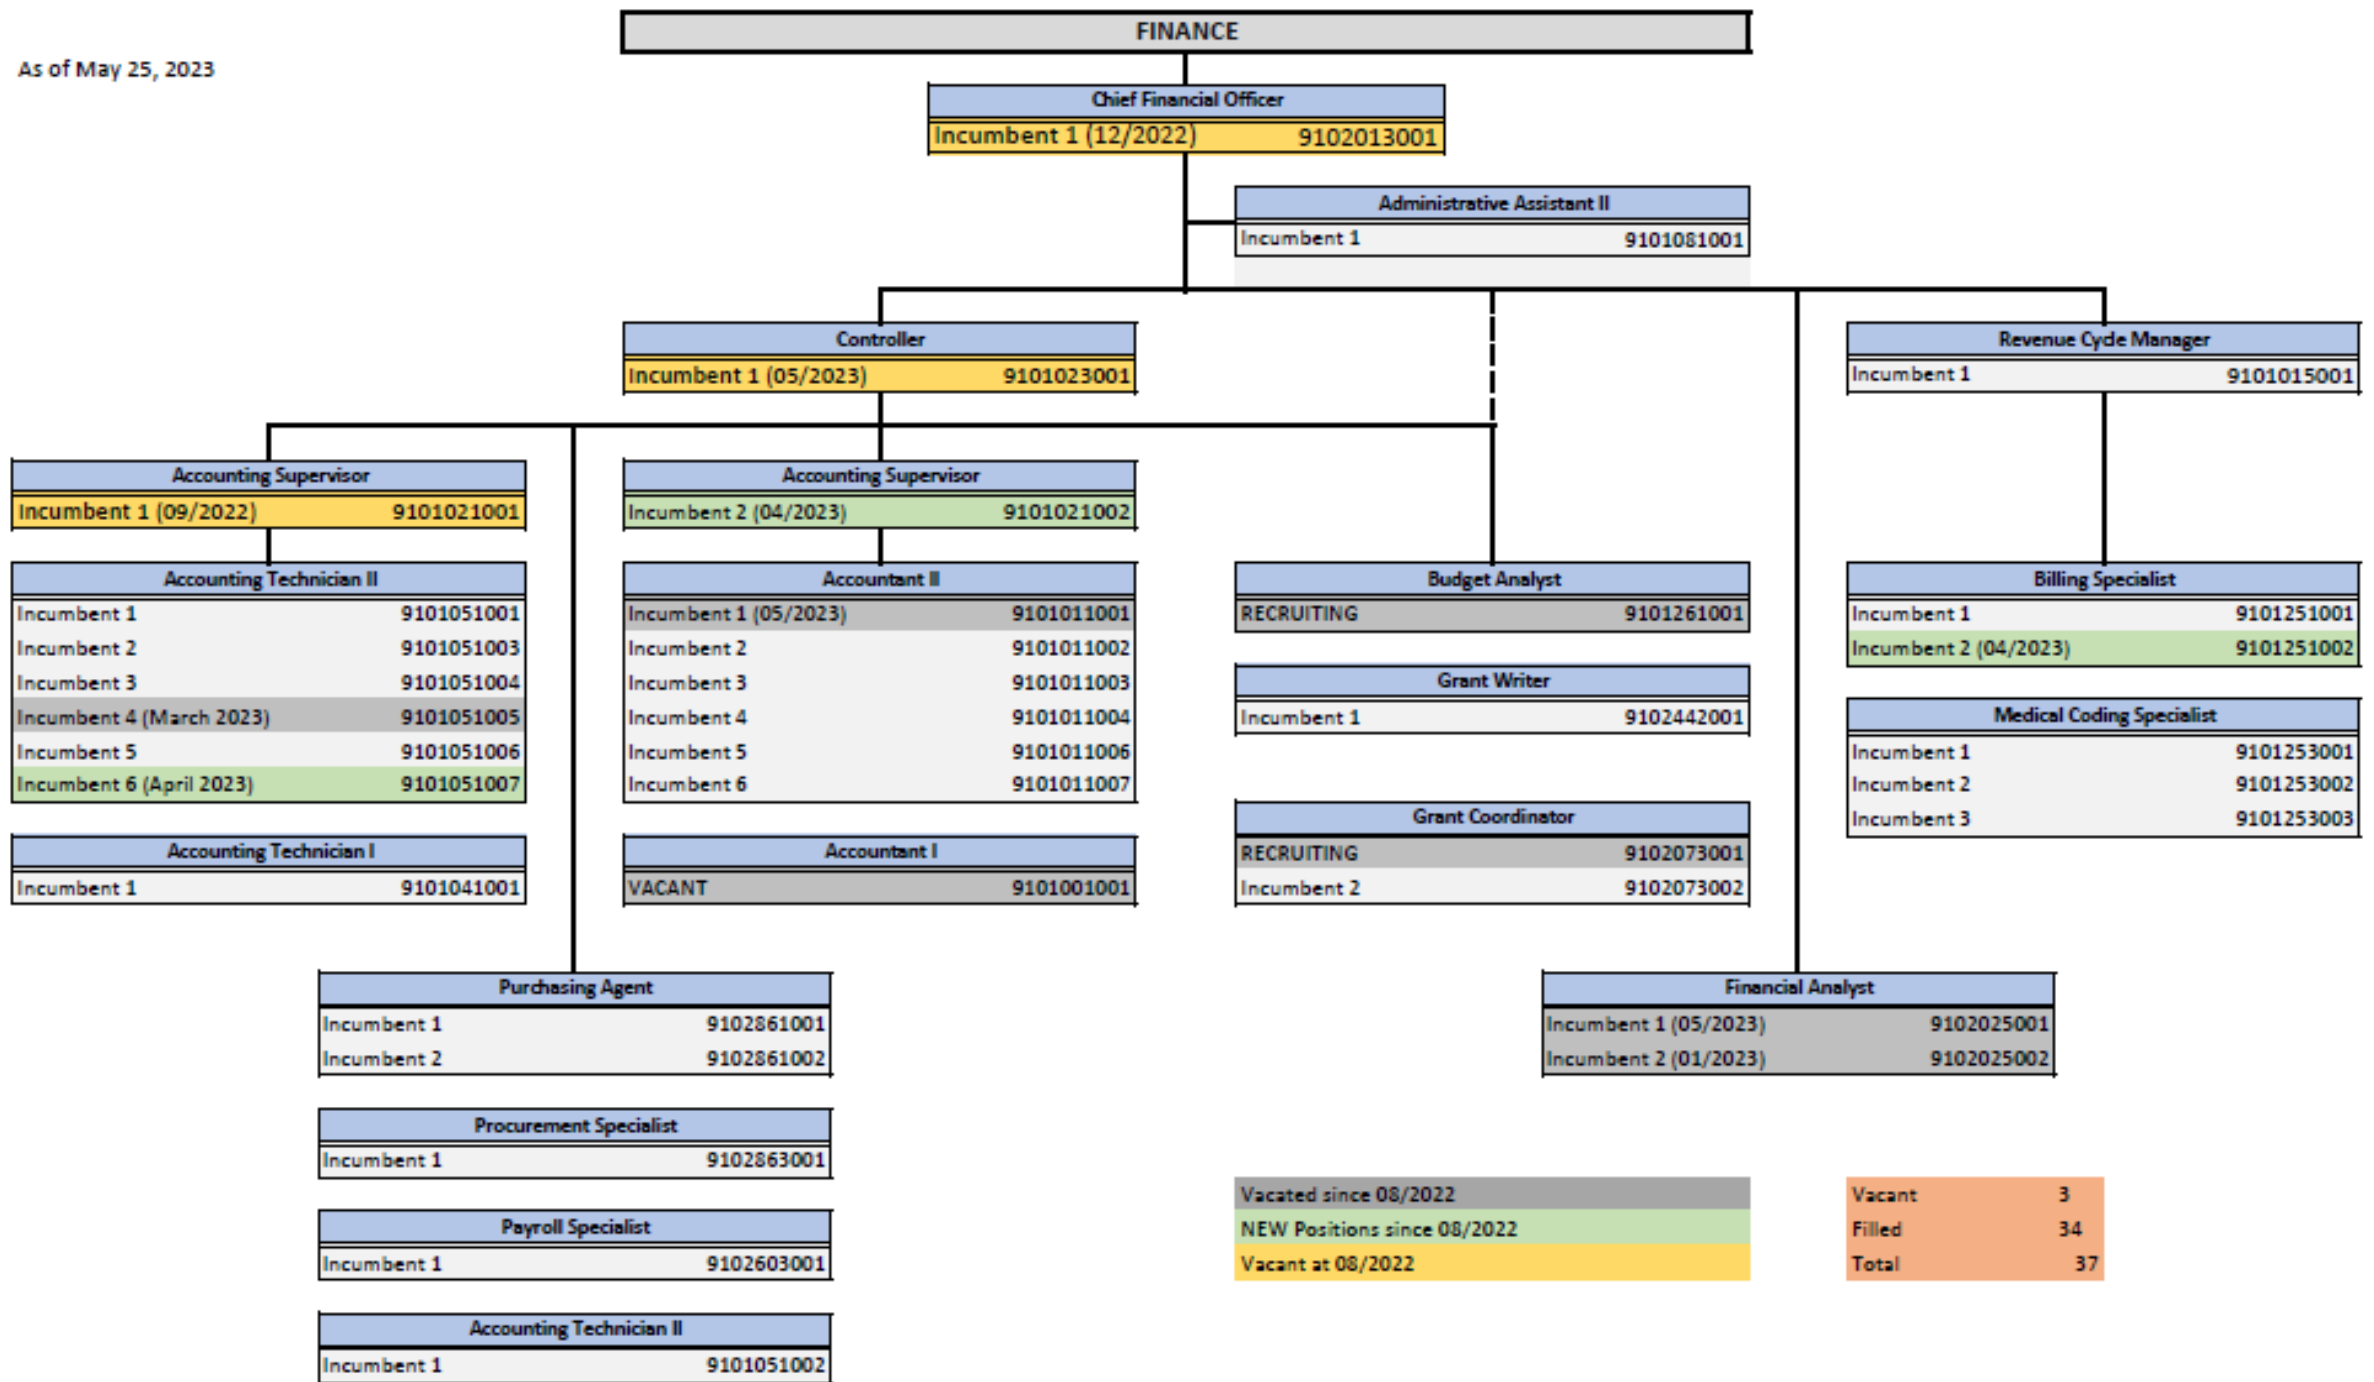 FINANCE
As of May 25, 2023
Chief Financial Officer
Incumbent 1 (12/2022) 9102013001
Administrative Assistant II
Incumbent 1 9101081001
Controller
Incumbent 1 (05/2023) 9101023001
Revenue Cycle Manager
Incumbent 1 9101015001
Accounting Supervisor
Incumbent 1 (09/2022) 9101021001
Accounting Supervisor
Incumbent 2 (04/2023) 9101021002
Accounting Technician II
Incumbent 1 9101051001
Incumbent 2 9101051003
Incumbent 3 9101051004
Incumbent 4 (March 2023) 9101051005
Incumbent 5 9101051006
Incumbent 6 (April 2023) 9101051007
Accountant II
Incumbent 1 (05/2023) 9101011001
Incumbent 2 9101011002
Incumbent 3 9101011003
Incumbent 4 9101011004
Incumbent 5 9101011006
Incumbent 6 9101011007
Budget Analyst
RECRUITING 9101261001
Grant Writer
Incumbent 1 9102442001
Grant Coordinator
RECRUITING 9102073001
Incumbent 2 9102073002
Billing Specialist
Incumbent 1 9101251001
Incumbent 2 (04/2023) 9101251002
Medical Coding Specialist
Incumbent 1 9101253001
Incumbent 2 9101253002
Incumbent 3 9101253003
Accounting Technician I
Incumbent 1 9101041001
Accountant I
VACANT 9101001001
Purchasing Agent
Incumbent 1 9102861001
Incumbent 2 9102861002
Financial Analyst
Incumbent 1 (05/2023) 9102025001
Incumbent 2 (01/2023) 9102025002
Procurement Specialist
Incumbent 1 9102863001
Payroll Specialist
Incumbent 1 9102603001
Accounting Technician II
Incumbent 1 9101051002
Vacated since 08/2022
NEW Positions since 08/2022
Vacant at 08/2022
Vacant 3
Filled 34
Total 37